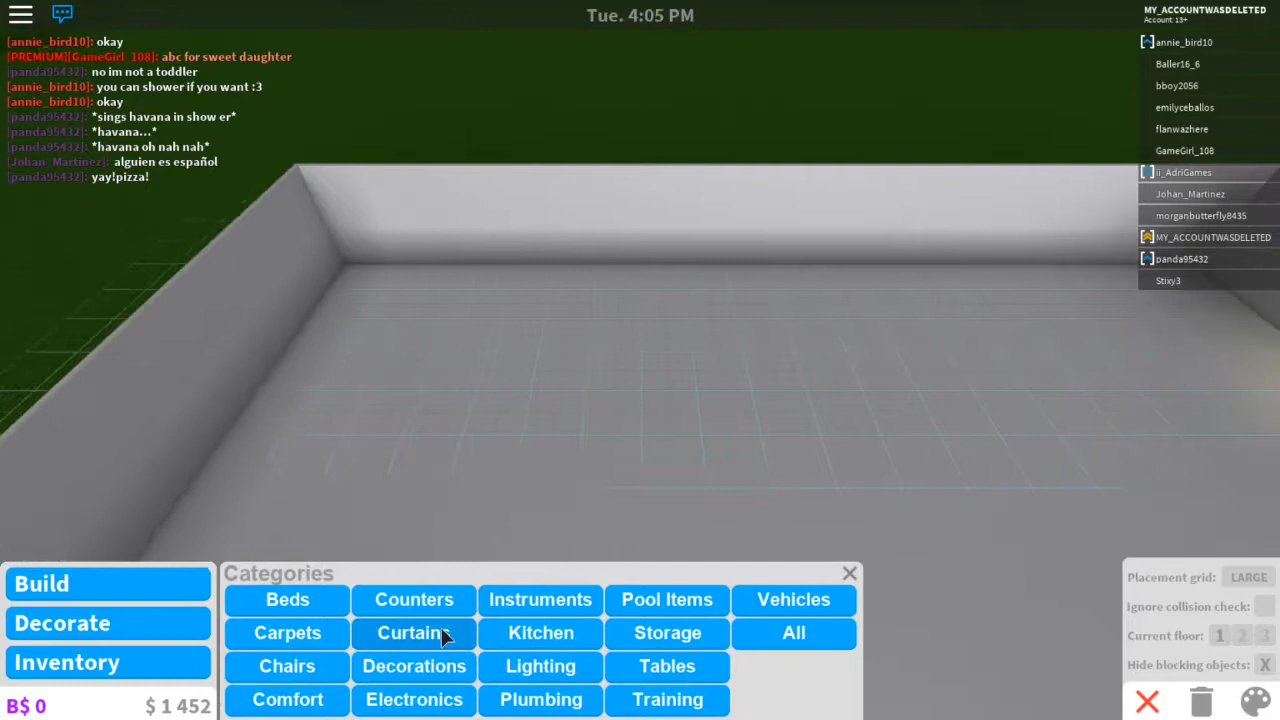 Tue. 4:05 PM
MY_ACCOUNTWASDELETED
Account: 13+
[annie_bird10]: okay
[PREMIUM][GameGirl_108]: abc for sweet daughter
[panda95432]: no im not a toddler
[annie_bird10]: you can shower if you want :3
[annie_bird10]: okay
[panda95432]: *sings havana in show er*
[panda95432]: *havana...*
[panda95432]: *havana oh nah nah*
[Johan_Martinez]: alguien es español
[panda95432]: yay!pizza!
annie_bird10
Baller16_6
bboy2056
emilyceballos
flanwazhere
GameGirl_108
ii_AdriGames
Johan_Martinez
morganbutterfly8435
MY_ACCOUNTWASDELETED
panda95432
Stixy3
Build
Decorate
Inventory
B$ 0 $ 1 452
Categories
Beds Counters Instruments Pool Items Vehicles
Carpets Curtains Kitchen Storage All
Chairs Decorations Lighting Tables
Comfort Electronics Plumbing Training
Placement grid: LARGE
Ignore collision check:
Current floor: 1 2 3
Hide blocking objects: X